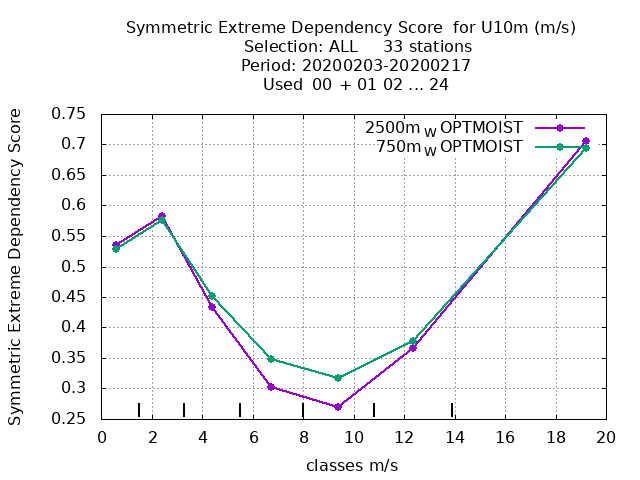 Symmetric Extreme Dependency Score  for U10m (m/s)
Selection: ALL     33 stations
Period: 20200203-20200217
Used  00 + 01 02 ... 24
Symmetric Extreme Dependency Score
0.75
0.7
0.65
0.6
0.55
0.5
0.45
0.4
0.35
0.3
0.25
2500m_W OPTMOIST
750m_W OPTMOIST
0 2 4 6 8 10 12 14 16 18 20
classes m/s